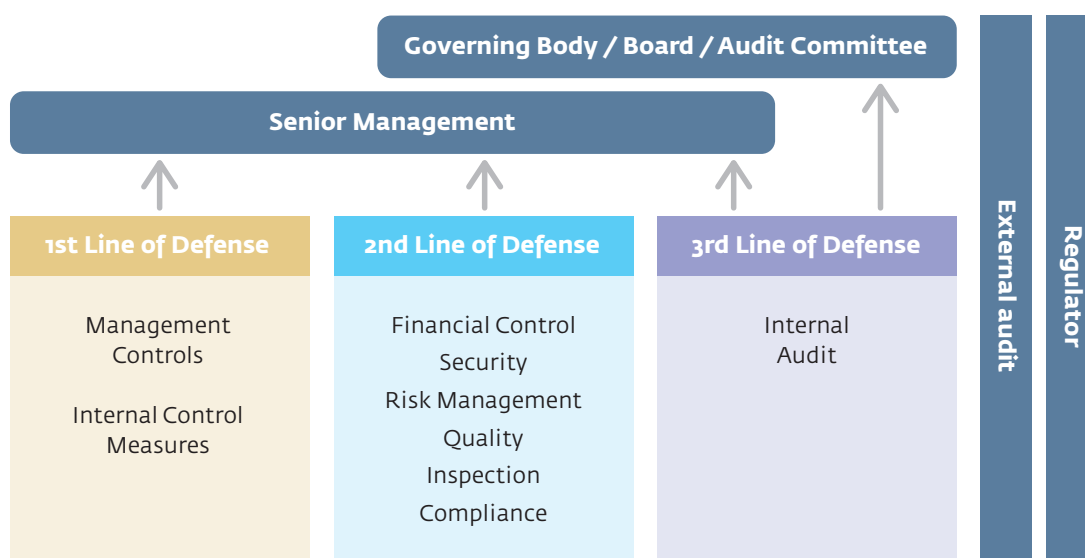 Governing Body / Board / Audit Committee
Senior Management
1st Line of Defense
Management
Controls
Internal Control
Measures
2nd Line of Defense
Financial Control
Security
Risk Management
Quality
Inspection
Compliance
3rd Line of Defense
Internal
Audit
External audit
Regulator